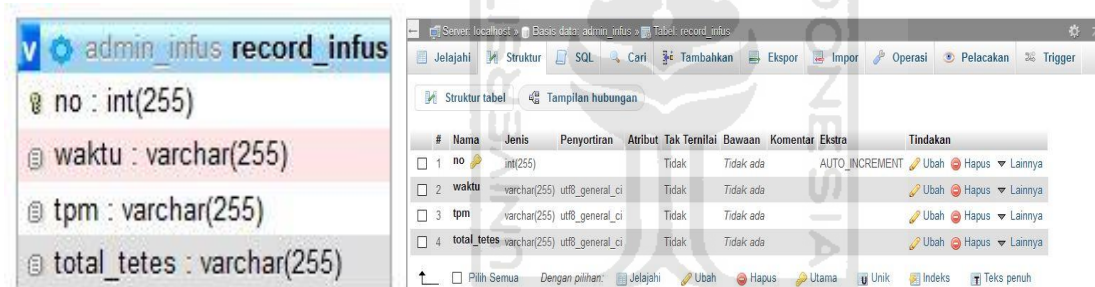 admin_infus record_infus
no : int(255)
waktu : varchar(255)
tpm : varchar(255)
total_tetes : varchar(255)
Server: localhost » Basis data: admin_infus » Tabel: record_infus
Jelajahi Struktur SQL Cari Tambahkan Ekspor Impor Operasi Pelacakan Trigger
Struktur tabel Tampilan hubungan
# Nama Jenis Penyortiran Atribut Tak Ternilai Bawaan Komentar Ekstra Tindakan
1 no int(255) Tidak Tidak ada AUTO_INCREMENT Ubah Hapus Lainnya
2 waktu varchar(255) utf8_general_ci Tidak Tidak ada Ubah Hapus Lainnya
3 tpm varchar(255) utf8_general_ci Tidak Tidak ada Ubah Hapus Lainnya
4 total_tetes varchar(255) utf8_general_ci Tidak Tidak ada Ubah Hapus Lainnya
Pilih Semua Dengan pilihan: Jelajahi Ubah Hapus Utama Unik Indeks Teks penuh